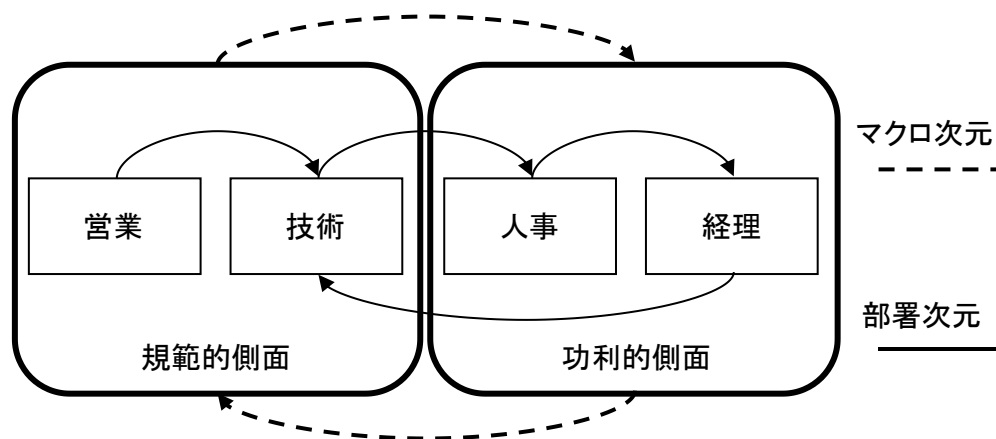 マクロ次元
営業
技術
人事
経理
部署次元
規範的側面
功利的側面